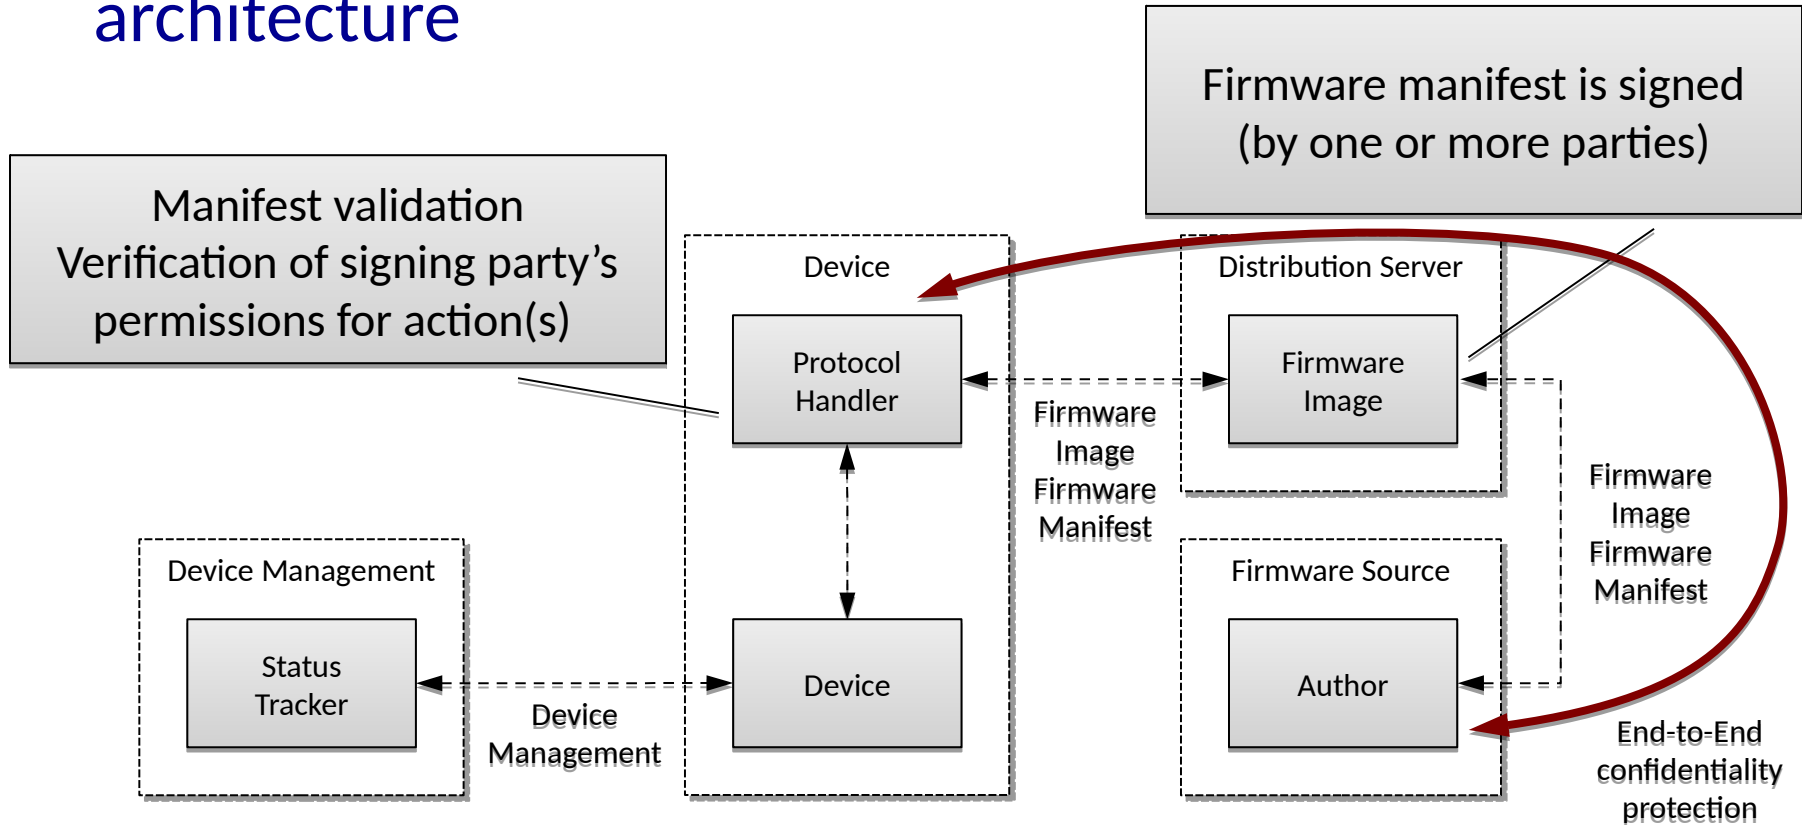 architecture
Firmware manifest is signed
(by one or more parties)
Manifest validation
Verification of signing party’s
permissions for action(s)
Device
Distribution Server
Protocol
Handler
Firmware
Image
Firmware
Image
Firmware
Manifest
Firmware
Image
Firmware
Manifest
Device Management
Firmware Source
Status
Tracker
Device
Author
Device
Management
End-to-End
confidentiality
protection